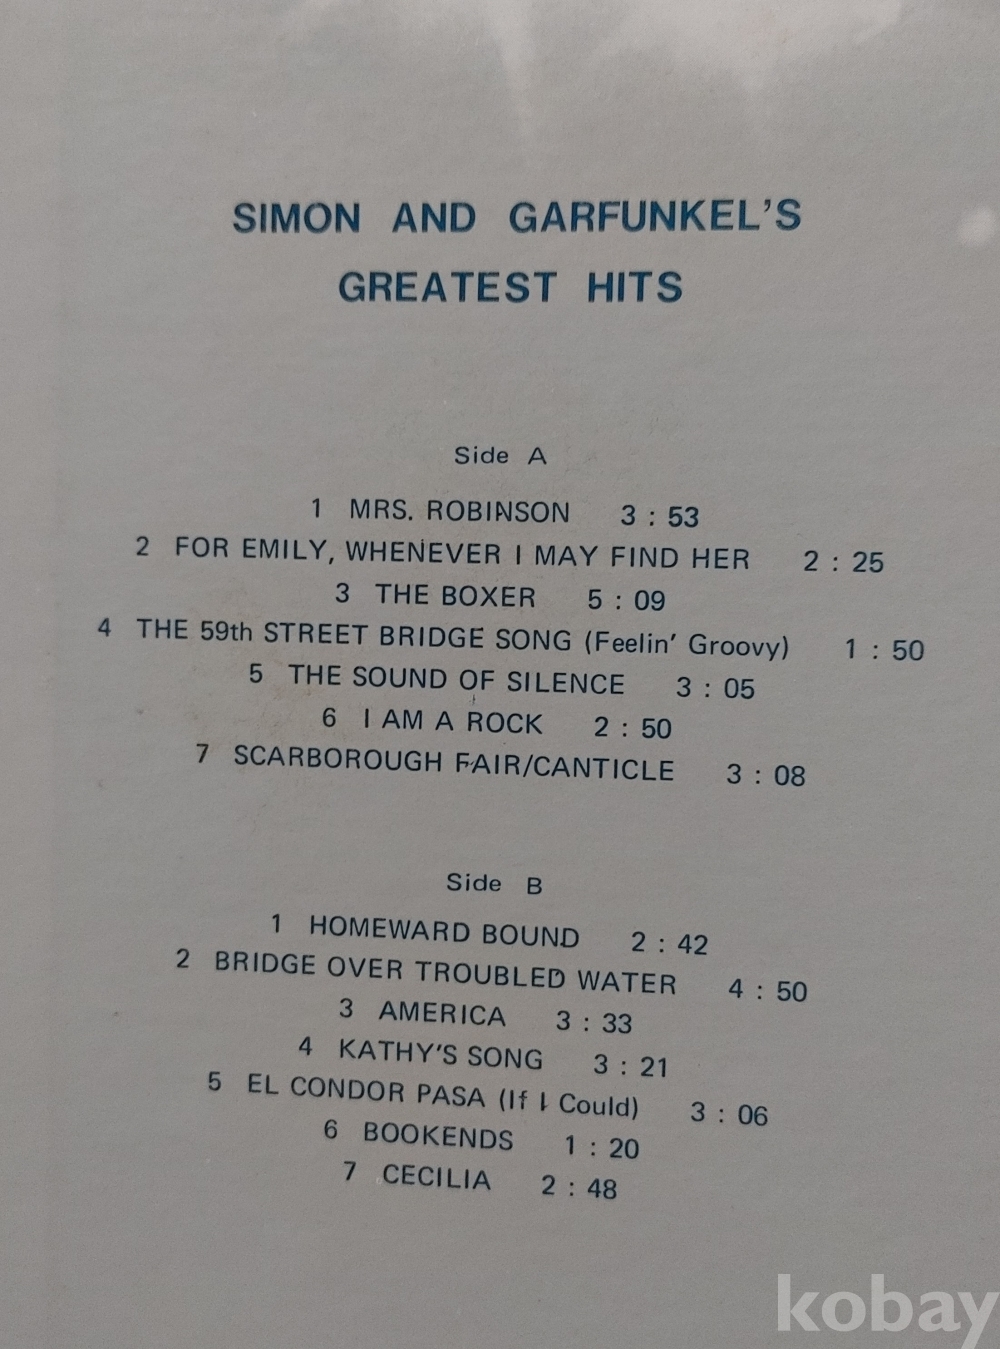 SIMON AND GARFUNKEL'S
GREATEST HITS
Side A
1 MRS. ROBINSON 3 : 53
2 FOR EMILY, WHENEVER I MAY FIND HER 2 : 25
3 THE BOXER 5 : 09
4 THE 59th STREET BRIDGE SONG (Feelin' Groovy) 1 : 50
5 THE SOUND OF SILENCE 3 : 05
6 I AM A ROCK 2 : 50
7 SCARBOROUGH FAIR/CANTICLE 3 : 08
Side B
1 HOMEWARD BOUND 2 : 42
2 BRIDGE OVER TROUBLED WATER 4 : 50
3 AMERICA 3 : 33
4 KATHY'S SONG 3 : 21
5 EL CONDOR PASA (If I Could) 3 : 06
6 BOOKENDS 1 : 20
7 CECILIA 2 : 48
kobay